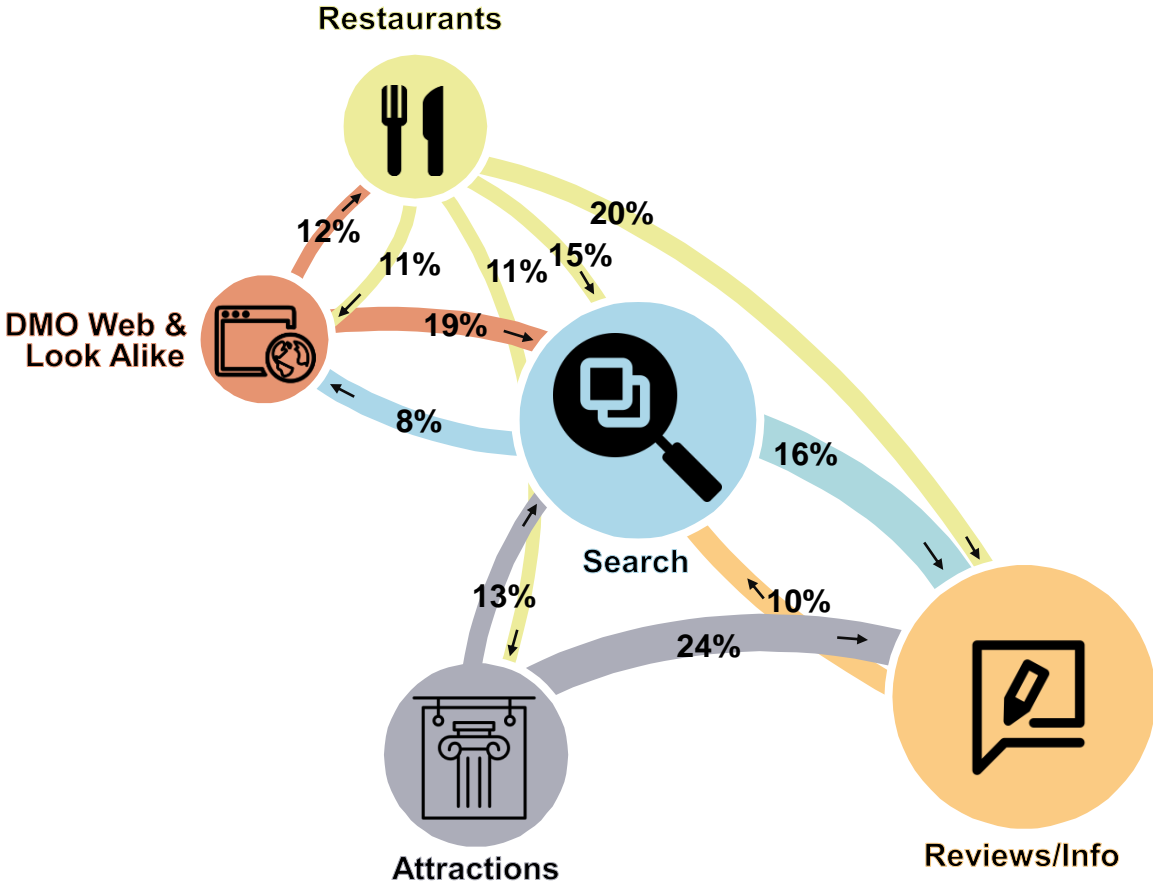 Restaurants
20%
12%
15%
11%
11%
DMO Web &
Look Alike
19%
8%
16%
Search
13%
10%
24%
Reviews/Info
Attractions